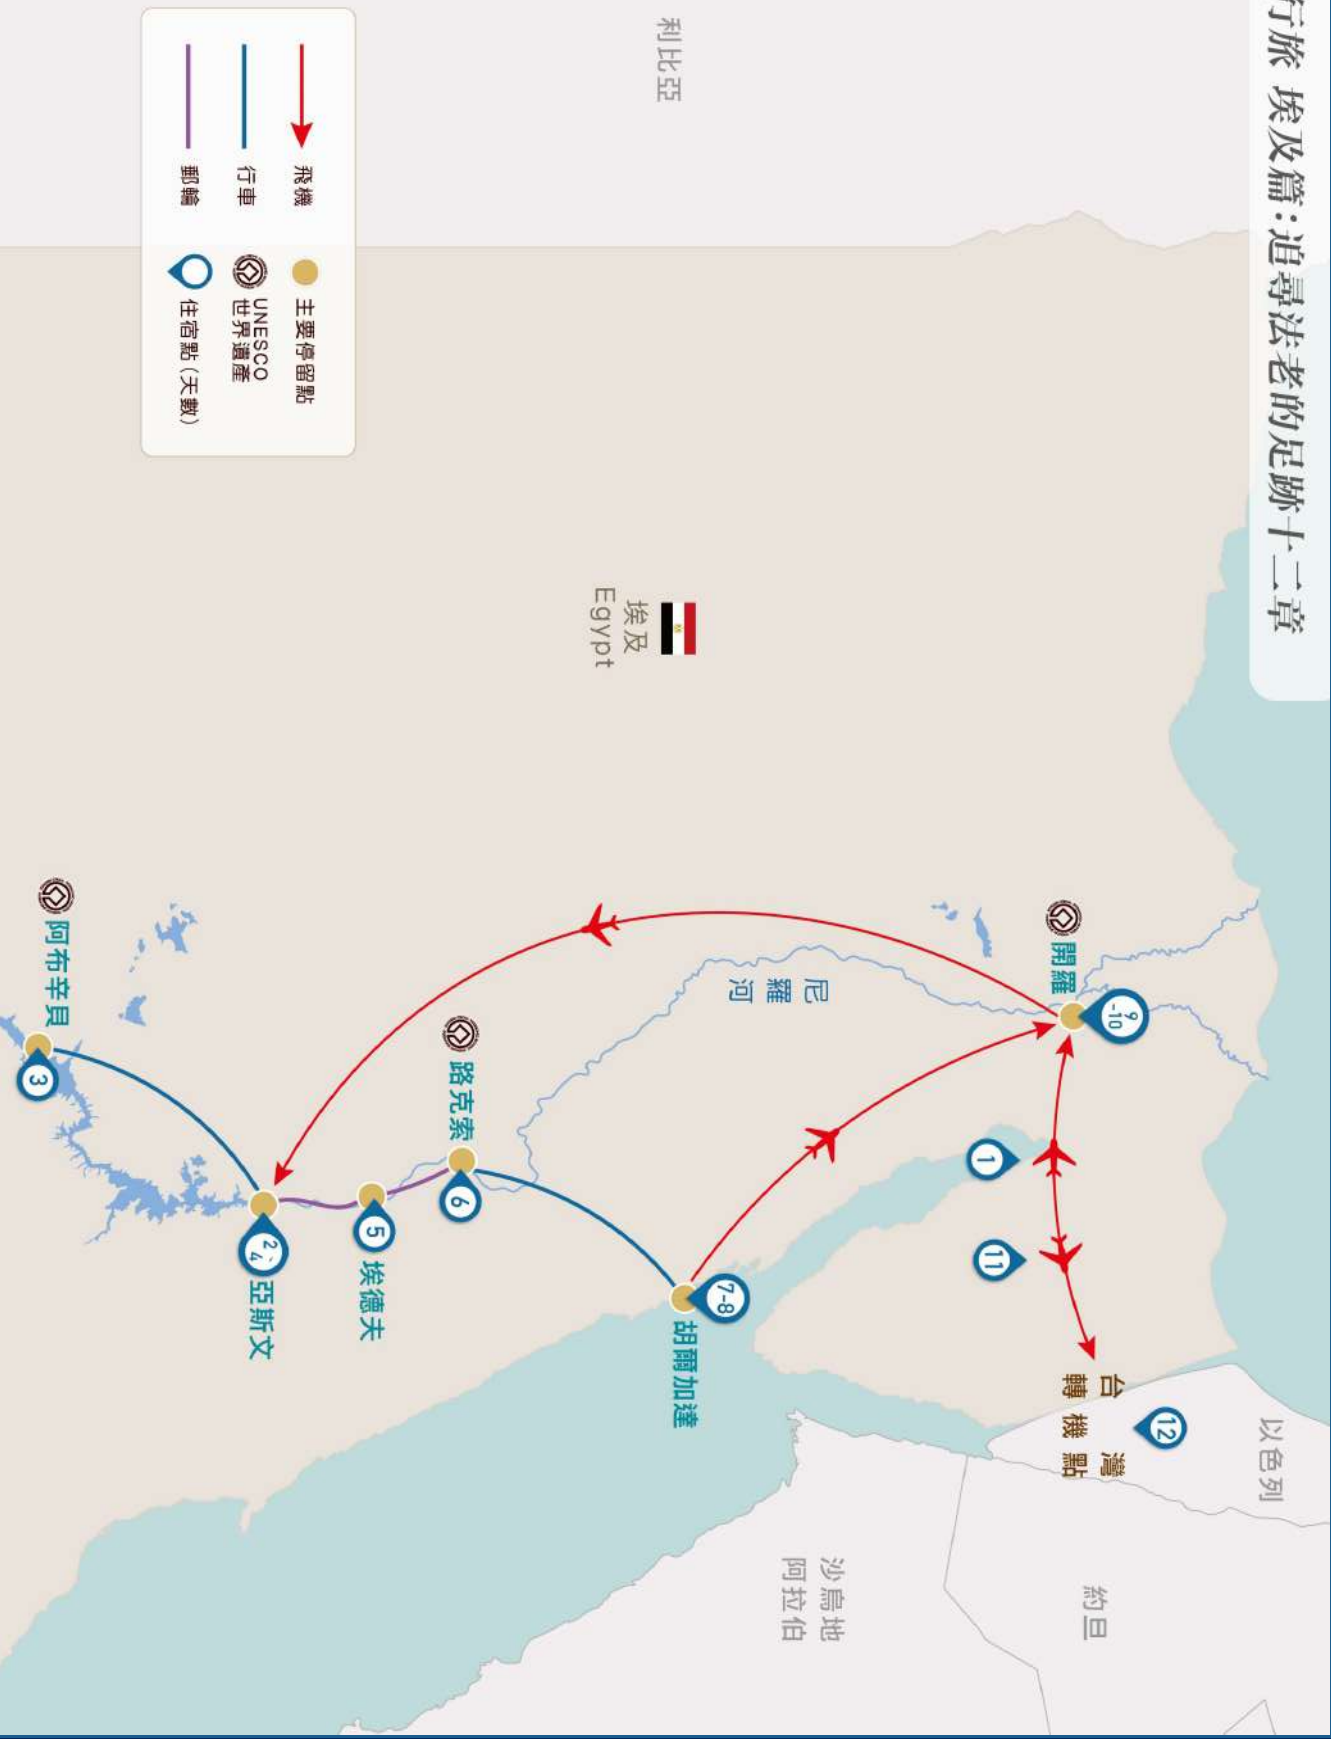 行旅 埃及篇：追尋法老的足跡十二章
利比亞
埃及
Egypt
尼
羅
河
開羅
9
-10
1
11
台灣
轉機點
12
以色列
約旦
沙烏地
阿拉伯
胡爾加達
7-8
路克索
6
埃德夫
5
亞斯文
2、4
阿布辛貝
3
飛機
行車
郵輪
主要停留點
UNESCO
世界遺產
住宿點(天數)